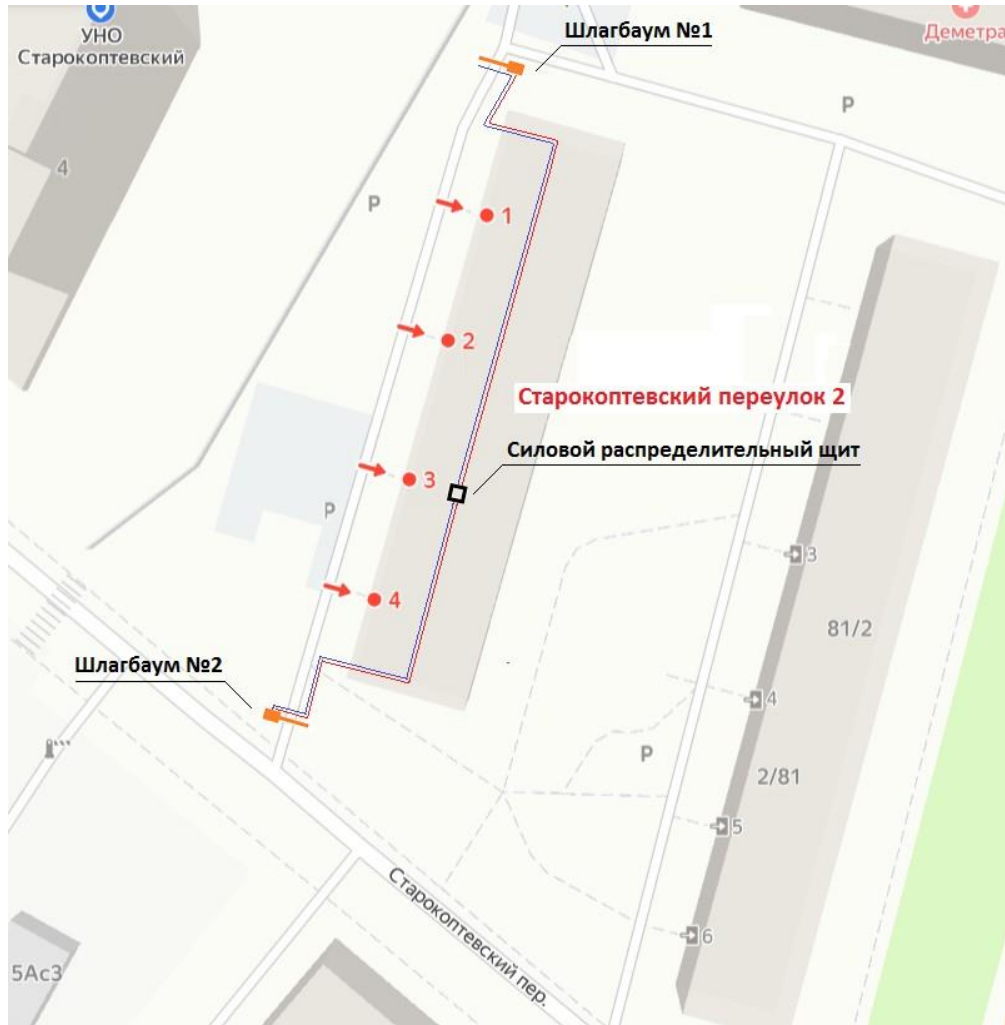 УНО
Старокоптевский
Шлагбаум №1
Деметра
P
4
P
1
2
Старокоптевский переулок 2
Силовой распределительный щит
3
P
3
4
81/2
Шлагбаум №2
4
P
2/81
5
Старокоптевский пер.
6
5Ас3